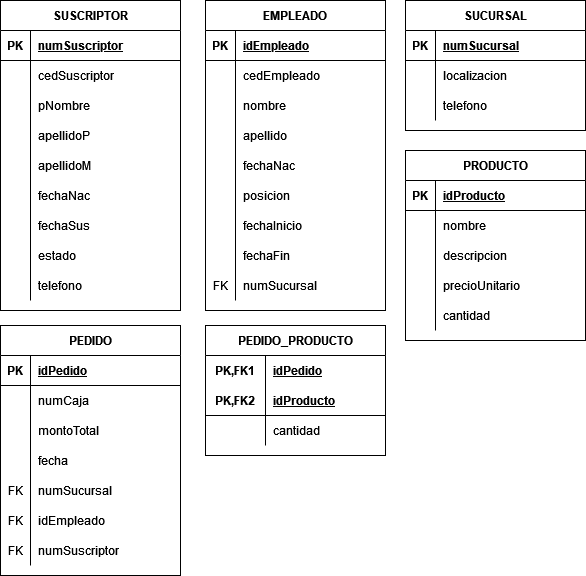 SUSCRIPTOR
PK numSuscriptor
cedSuscriptor
pNombre
apellidoP
apellidoM
fechaNac
fechaSus
estado
telefono
EMPLEADO
PK idEmpleado
cedEmpleado
nombre
apellido
fechaNac
posicion
fechaInicio
fechaFin
FK numSucursal
SUCURSAL
PK numSucursal
localizacion
telefono
PRODUCTO
PK idProducto
nombre
descripcion
precioUnitario
cantidad
PEDIDO
PK idPedido
numCaja
montoTotal
fecha
FK numSucursal
FK idEmpleado
FK numSuscriptor
PEDIDO_PRODUCTO
PK,FK1 idPedido
PK,FK2 idProducto
cantidad